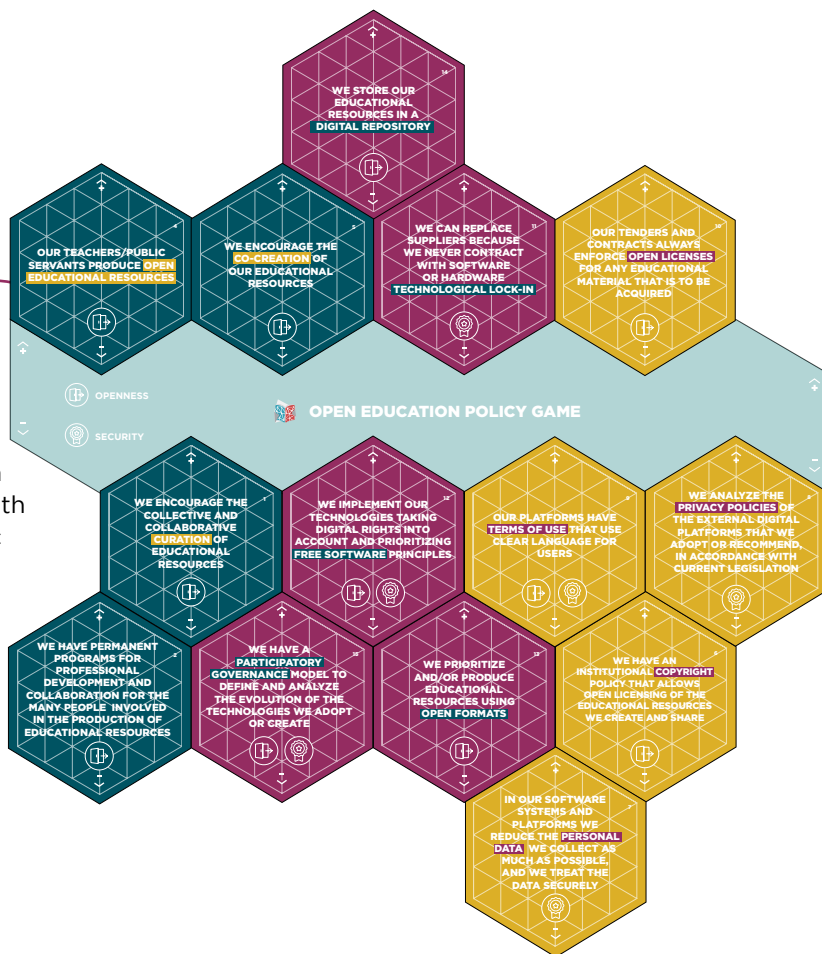 14
WE STORE OUR
EDUCATIONAL
RESOURCES IN A
DIGITAL REPOSITORY
4
OUR TEACHERS/PUBLIC
SERVANTS PRODUCE OPEN
EDUCATIONAL RESOURCES
WE ENCOURAGE THE
CO-CREATION OF
OUR EDUCATIONAL
RESOURCES
11
WE CAN REPLACE
SUPPLIERS BECAUSE
WE NEVER CONTRACT
WITH SOFTWARE
OR HARDWARE
TECHNOLOGICAL LOCK-IN
10
OUR TENDERS AND
CONTRACTS ALWAYS
ENFORCE OPEN LICENSES
FOR ANY EDUCATIONAL
MATERIAL THAT IS TO BE
ACQUIRED
OPENNESS
SECURITY
OPEN EDUCATION POLICY GAME
th
1
WE ENCOURAGE THE
COLLECTIVE AND
COLLABORATIVE
CURATION OF
EDUCATIONAL
RESOURCES
12
WE IMPLEMENT OUR
TECHNOLOGIES TAKING
DIGITAL RIGHTS INTO
ACCOUNT AND PRIORITIZING
FREE SOFTWARE PRINCIPLES
OUR PLATFORMS HAVE
TERMS OF USE THAT USE
CLEAR LANGUAGE FOR
USERS
WE ANALYZE THE
PRIVACY POLICIES OF
THE EXTERNAL DIGITAL
PLATFORMS THAT WE
ADOPT OR RECOMMEND,
IN ACCORDANCE WITH
CURRENT LEGISLATION
2
WE HAVE PERMANENT
PROGRAMS FOR
PROFESSIONAL
DEVELOPMENT AND
COLLABORATION FOR THE
MANY PEOPLE INVOLVED
IN THE PRODUCTION OF
EDUCATIONAL RESOURCES
WE HAVE A
PARTICIPATORY
GOVERNANCE MODEL TO
DEFINE AND ANALYZE
THE EVOLUTION OF THE
TECHNOLOGIES WE ADOPT
OR CREATE
13
WE PRIORITIZE
AND/OR PRODUCE
EDUCATIONAL
RESOURCES USING
OPEN FORMATS
WE HAVE AN
INSTITUTIONAL COPYRIGHT
POLICY THAT ALLOWS
OPEN LICENSING OF THE
EDUCATIONAL RESOURCES
WE CREATE AND SHARE
7
IN OUR SOFTWARE
SYSTEMS AND
PLATFORMS WE
REDUCE THE PERSONAL
DATA WE COLLECT AS
MUCH AS POSSIBLE,
AND WE TREAT THE
DATA SECURELY